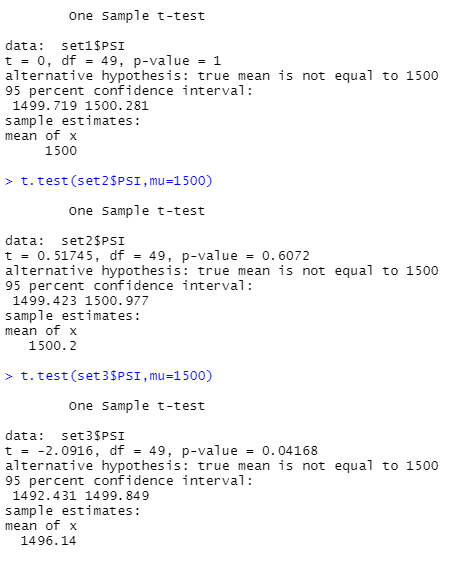 One Sample t-test
data:  set1$PSI
t = 0, df = 49, p-value = 1
alternative hypothesis: true mean is not equal to 1500
95 percent confidence interval:
 1499.719 1500.281
sample estimates:
mean of x
     1500
> t.test(set2$PSI,mu=1500)
One Sample t-test
data:  set2$PSI
t = 0.51745, df = 49, p-value = 0.6072
alternative hypothesis: true mean is not equal to 1500
95 percent confidence interval:
 1499.423 1500.977
sample estimates:
mean of x
   1500.2
> t.test(set3$PSI,mu=1500)
One Sample t-test
data:  set3$PSI
t = -2.0916, df = 49, p-value = 0.04168
alternative hypothesis: true mean is not equal to 1500
95 percent confidence interval:
 1492.431 1499.849
sample estimates:
mean of x
  1496.14